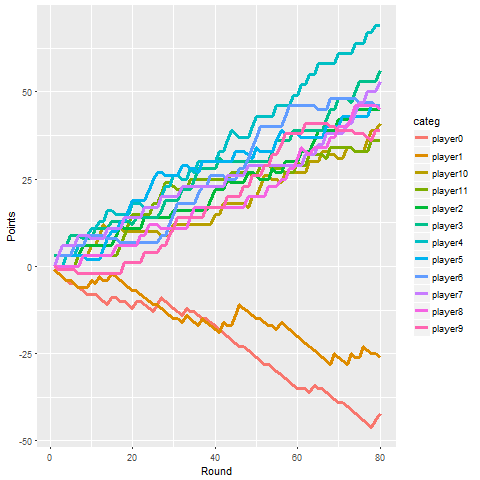 50
25
0
-25
-50
Points
0
20
40
60
80
Round
categ
player0
player1
player10
player11
player2
player3
player4
player5
player6
player7
player8
player9